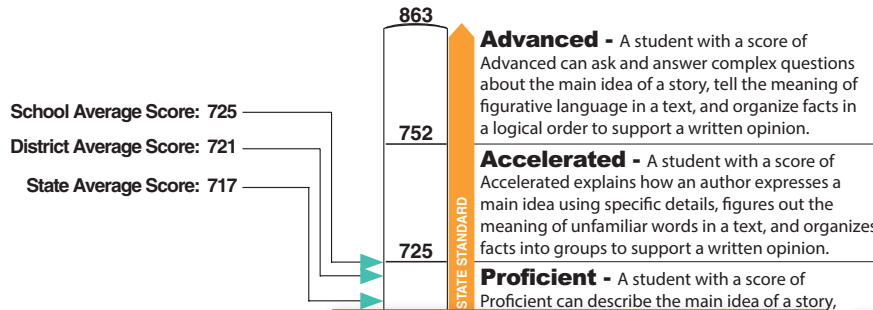 863
Advanced - A student with a score of
Advanced can ask and answer complex questions
about the main idea of a story, tell the meaning of
figurative language in a text, and organize facts in
a logical order to support a written opinion.
School Average Score: 725
District Average Score: 721
State Average Score: 717
752
Accelerated - A student with a score of
Accelerated explains how an author expresses a
main idea using specific details, figures out the
meaning of unfamiliar words in a text, and organizes
facts into groups to support a written opinion.
STATE STANDARD
725
Proficient - A student with a score of
Proficient can describe the main idea of a story,